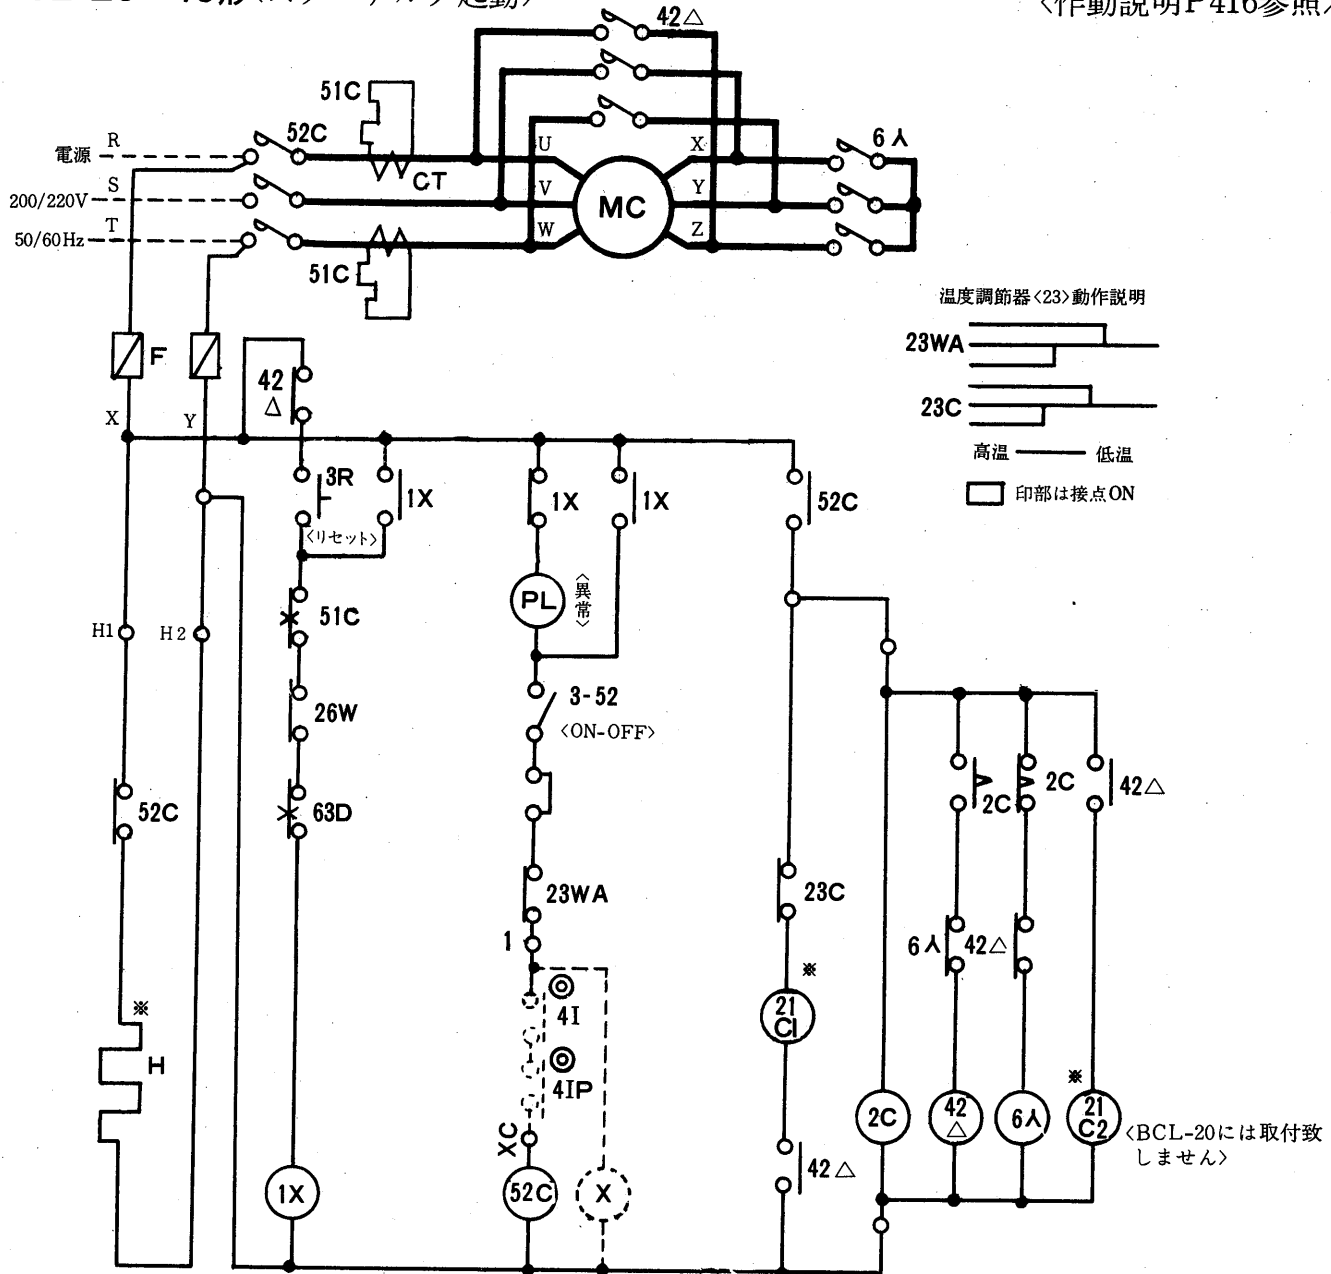 〈作動説明P416参照〉
42△
51C
52C
6人
R
電源
U
X
CT
S
200/220V
V
MC
Y
T
50/60Hz
W
Z
51C
温度調節器〈23〉動作説明
23WA
F
42
△
23C
X
Y
高温
低温
3R
1X
1X
1X
52C
印部は接点ON
〈リセット〉
PL
〈異常〉
51C
H1
H2
3-52
26W
〈ON-OFF〉
2C
2C
42△
52C
63D
23WA
23C
1
6人
42△
※
4I
※
21
C1
H
4IP
※
XC
2C
42
△
6人
21
C2
〈BCL-20には取付致
しません〉
42△
1X
52C
X